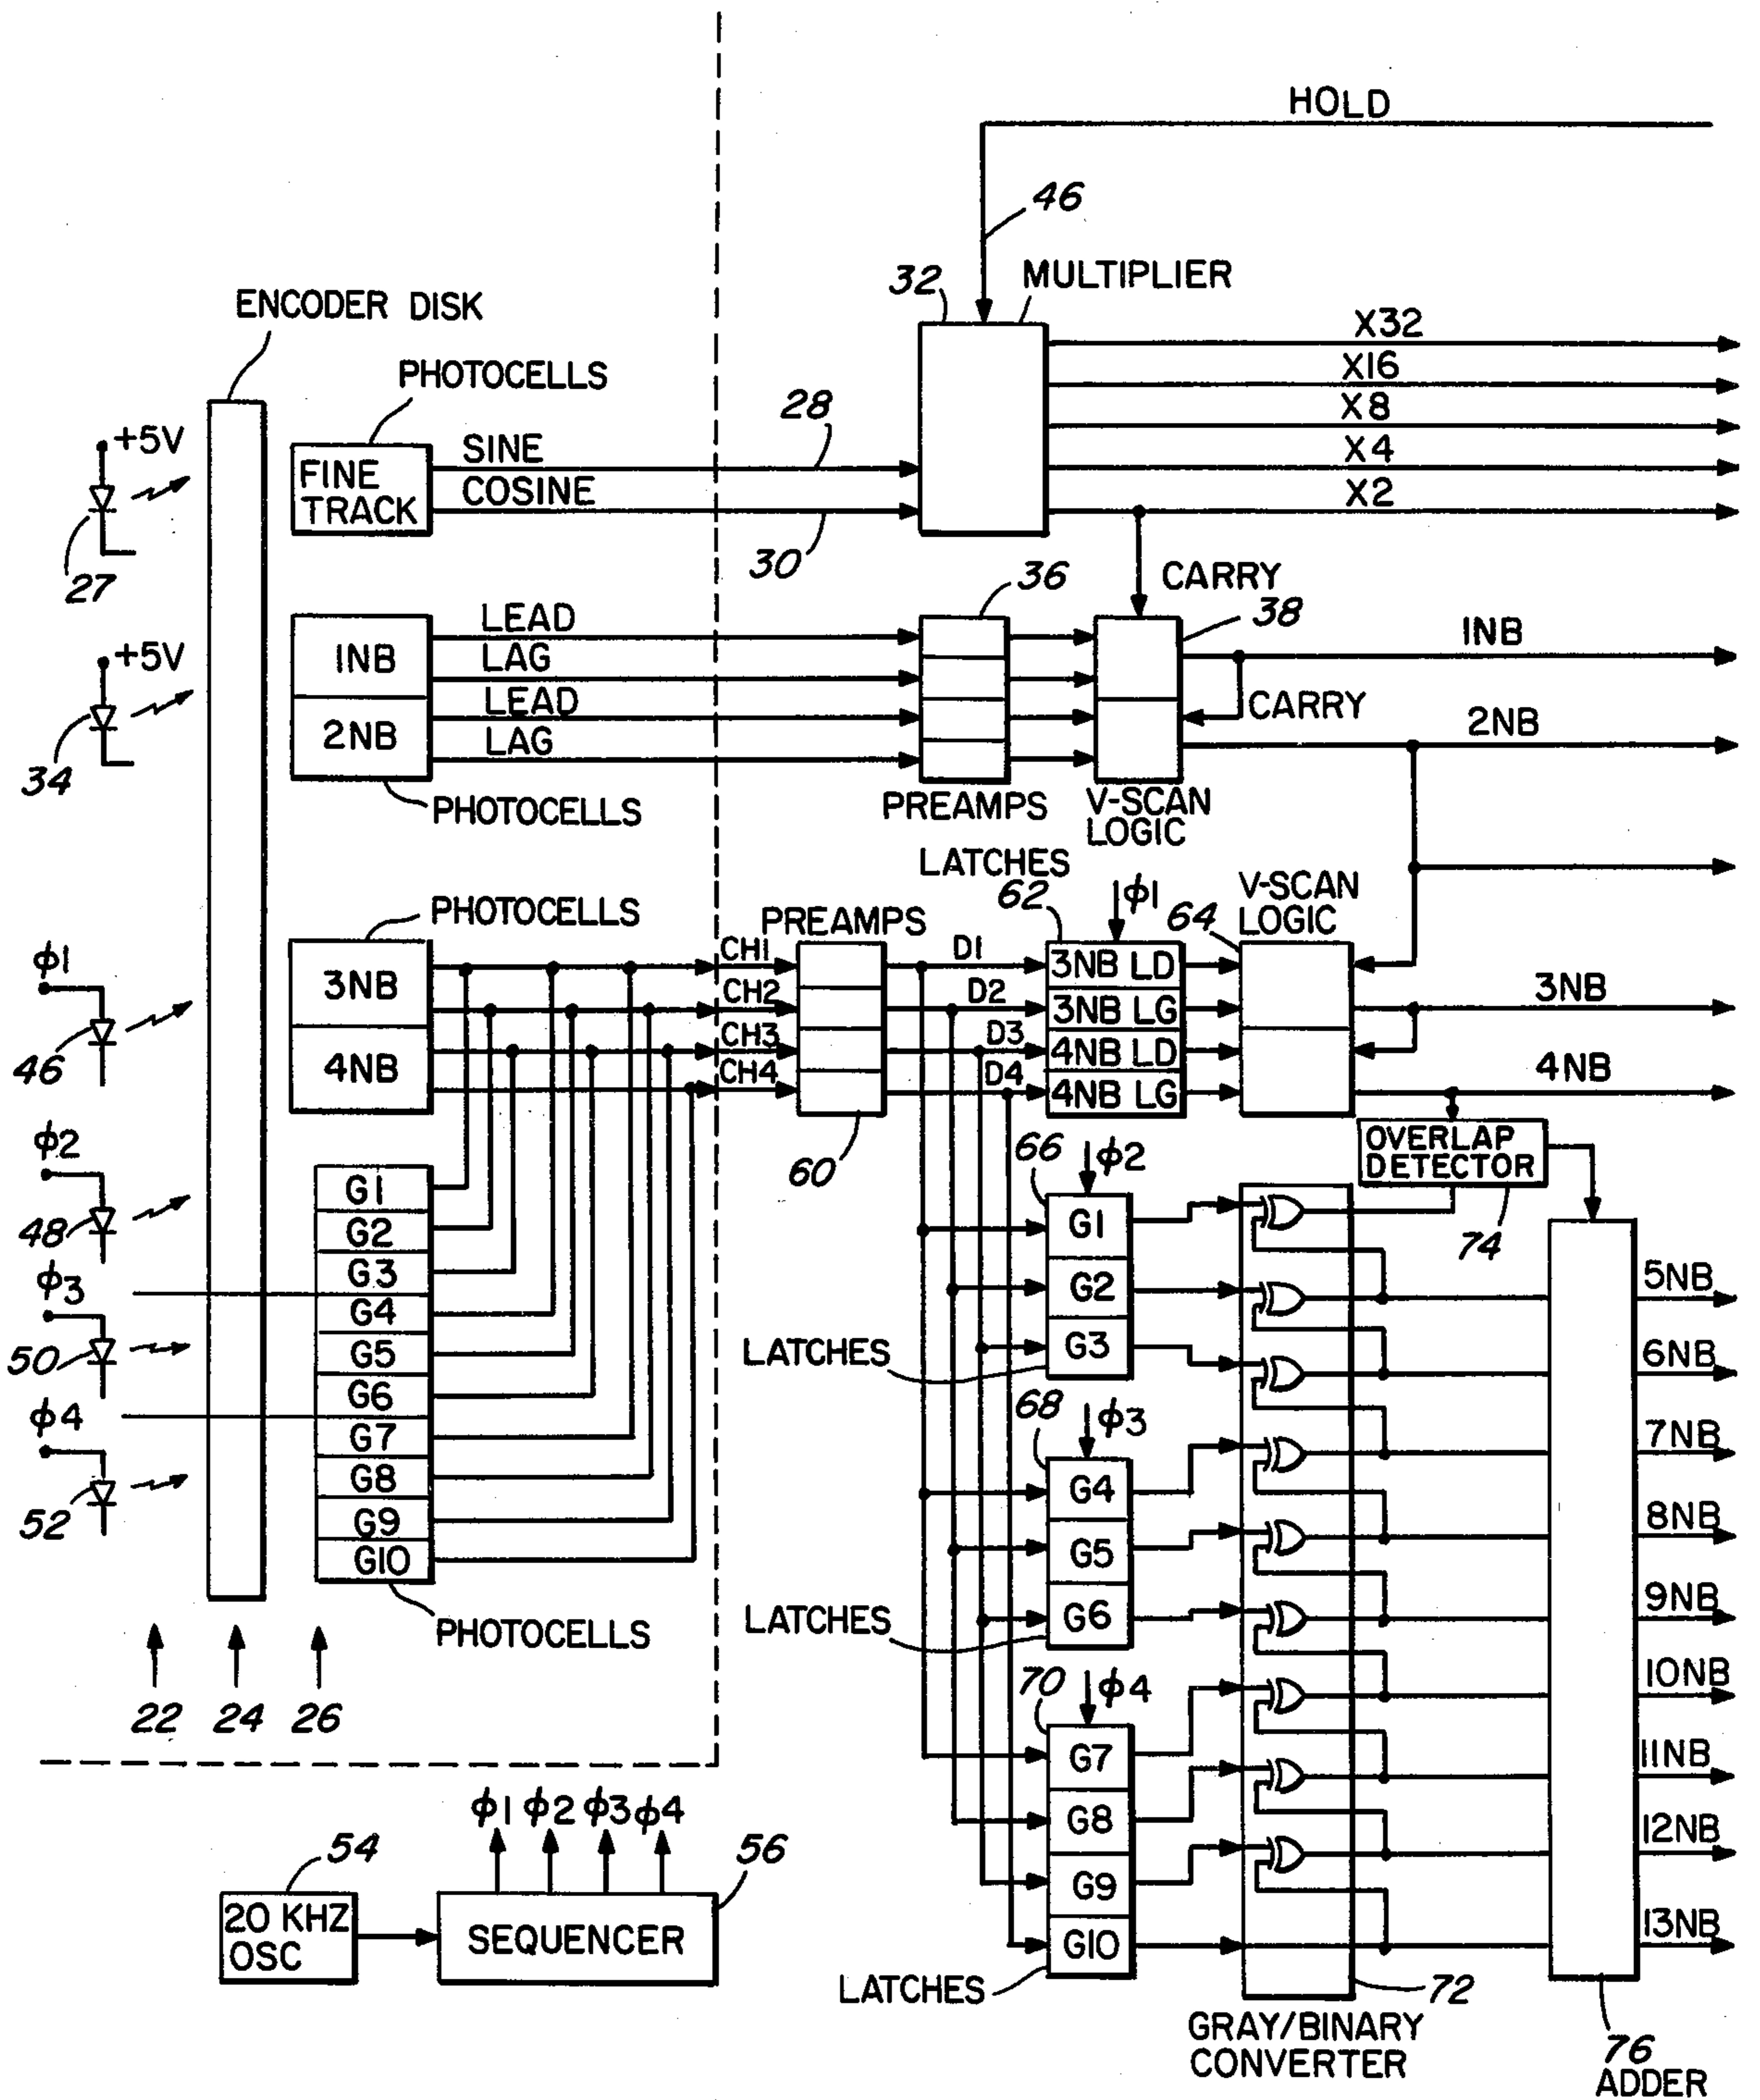 HOLD
46
32
MULTIPLIER
ENCODER DISK
X32
PHOTOCELLS
X16
28
X8
+5V
SINE
X4
FINE
TRACK
COSINE
X2
27
30
36
CARRY
38
LEAD
1NB
1NB
+5V
LAG
LEAD
CARRY
2NB
2NB
LAG
34
PHOTOCELLS
PREAMPS
V-SCAN
LOGIC
LATCHES
62
ϕ1
V-SCAN
LOGIC
64
PHOTOCELLS
PREAMPS
ϕ1
CH1
D1
3NB LD
3NB
CH2
D2
3NB LG
3NB
46
CH3
D3
4NB LD
4NB
CH4
D4
4NB LG
4NB
ϕ2
60
66
ϕ2
OVERLAP
DETECTOR
74
G1
G1
48
G2
ϕ3
G3
G2
5NB
G4
50
G5
LATCHES
G3
6NB
G6
ϕ4
68
ϕ3
G7
7NB
G8
G4
52
G9
G5
8NB
G10
PHOTOCELLS
LATCHES
G6
9NB
22
24
26
70
ϕ4
10NB
G7
11NB
ϕ1 ϕ2 ϕ3 ϕ4
G8
12NB
54
56
G9
20 KHZ
OSC
SEQUENCER
G10
13NB
LATCHES
72
GRAY/BINARY
CONVERTER
76
ADDER